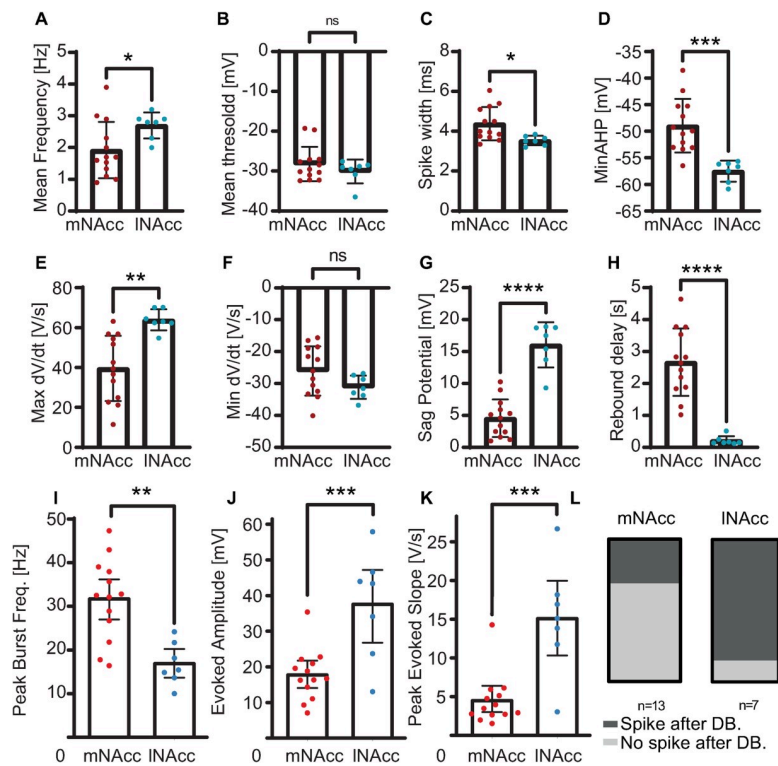 A
Mean Frequency [Hz]
5
4
3
2
1
0
*
mNAcc lNAcc
B
Mean thresoldd [mV]
0
-10
-20
-30
-40
ns
C
Spike width [ms]
8
6
4
2
0
*
mNAcc lNAcc
D
MinAHP [mV]
-35
-40
-45
-50
-55
-60
-65
***
mNAcc lNAcc
E
Max dV/dt [V/s]
80
60
40
20
0
**
mNAcc lNAcc
F
Min dV/dt [V/s]
0
-10
-20
-30
-40
-50
ns
G
Sag Potential [mV]
25
20
15
10
5
0
****
mNAcc lNAcc
H
Rebound delay [s]
5
4
3
2
1
0
****
mNAcc lNAcc
I
Peak Burst Freq. [Hz]
50
40
30
20
10
0
**
mNAcc lNAcc
J
Evoked Amplitude [mV]
60
50
40
30
20
10
0
***
mNAcc lNAcc
K
Peak Evoked Slope [V/s]
25
20
15
10
5
0
***
mNAcc lNAcc
L
mNAcc lNAcc
n=13 n=7
Spike after DB.
No spike after DB.